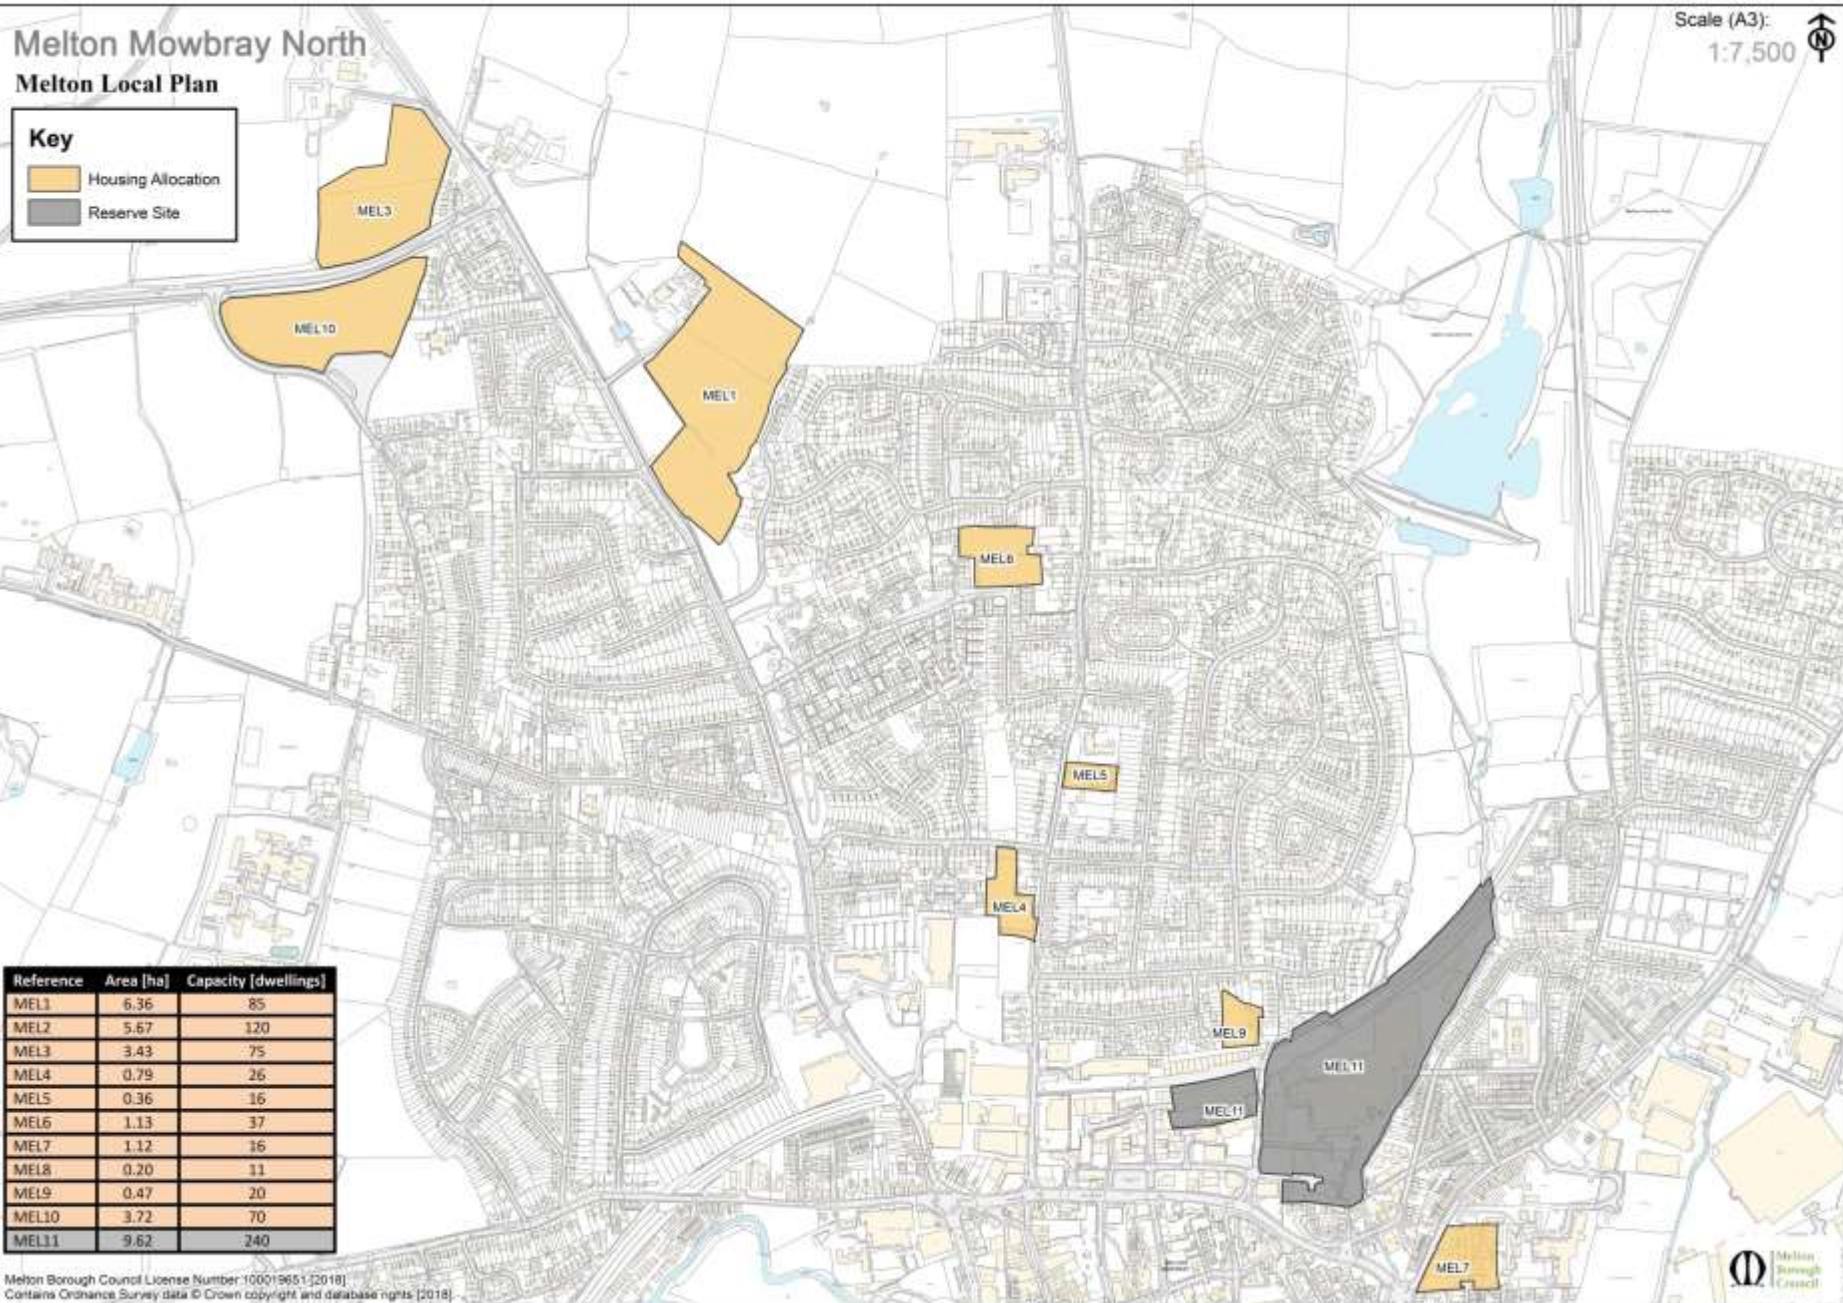 Melton Mowbray North
Melton Local Plan
Scale (A3):
1:7,500
N
Key
Housing Allocation
Reserve Site
MEL3
MEL10
MEL1
MEL6
MEL5
MEL4
MEL9
MEL11
MEL11
MEL7
Reference Area [ha] Capacity [dwellings]
MEL1 6.36 85
MEL2 5.67 120
MEL3 3.43 75
MEL4 0.79 26
MEL5 0.36 16
MEL6 1.13 37
MEL7 1.12 16
MEL8 0.20 11
MEL9 0.47 20
MEL10 3.72 70
MEL11 9.62 240
Melton Borough Council License Number 100019651 [2018]
Contains Ordnance Survey data © Crown copyright and database rights [2018]
Melton
Borough
Council